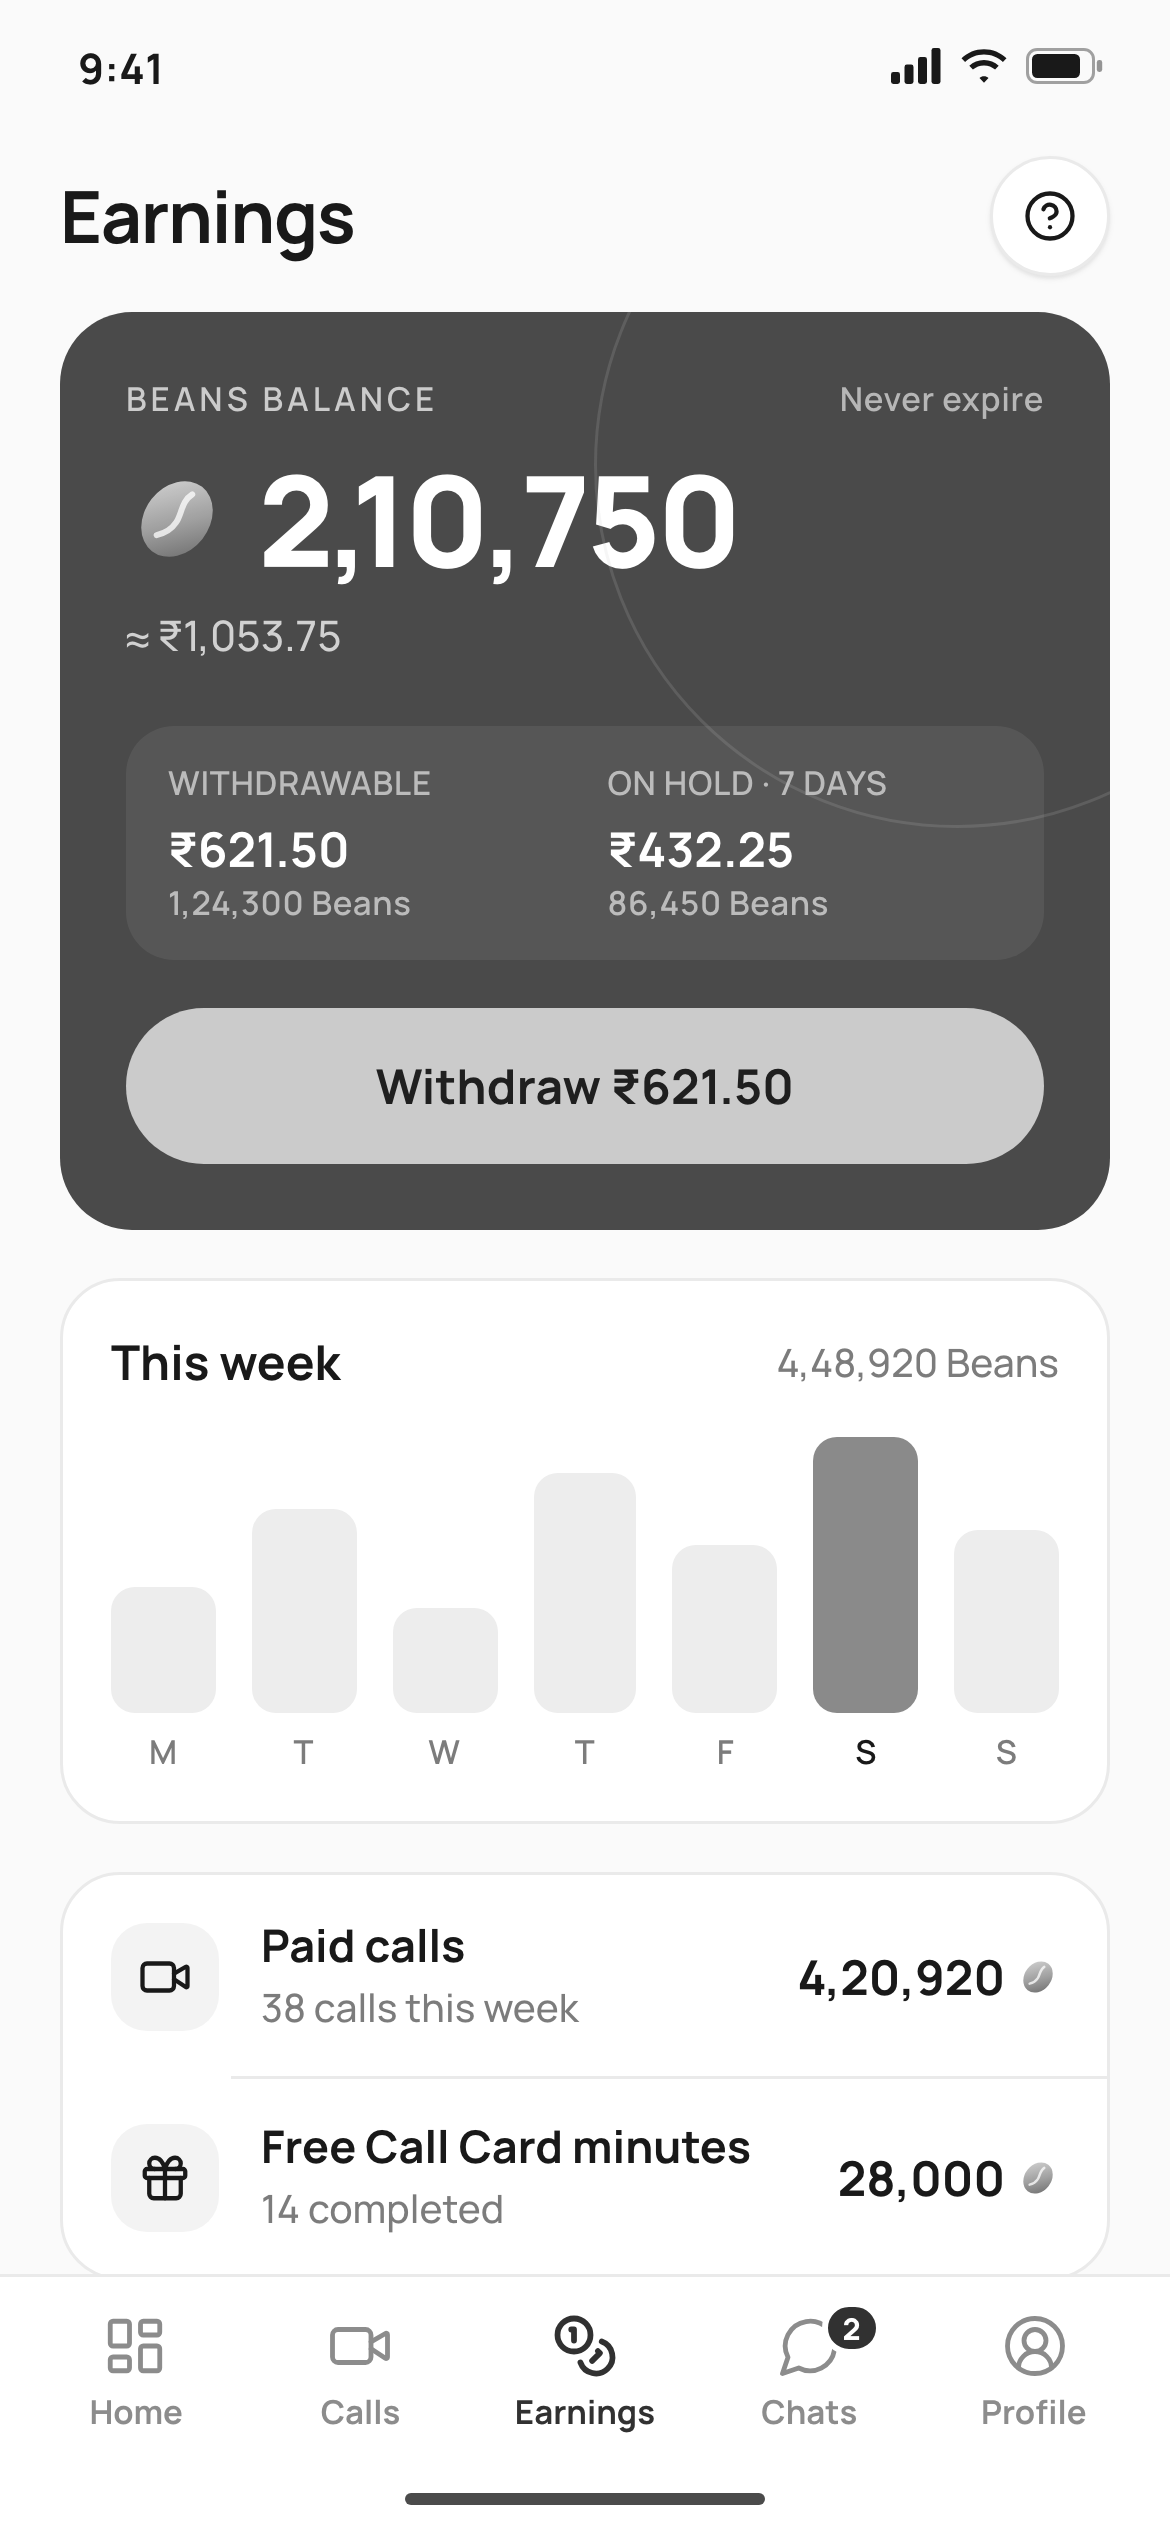 9:41
Earnings
BEANS BALANCE
Never expire
2,10,750
≈ ₹1,053.75
WITHDRAWABLE
ON HOLD · 7 DAYS
₹621.50
₹432.25
1,24,300 Beans
86,450 Beans
Withdraw ₹621.50
This week
4,48,920 Beans
M T W T F S S
Paid calls
4,20,920
38 calls this week
Free Call Card minutes
28,000
14 completed
2
Home Calls Earnings Chats Profile